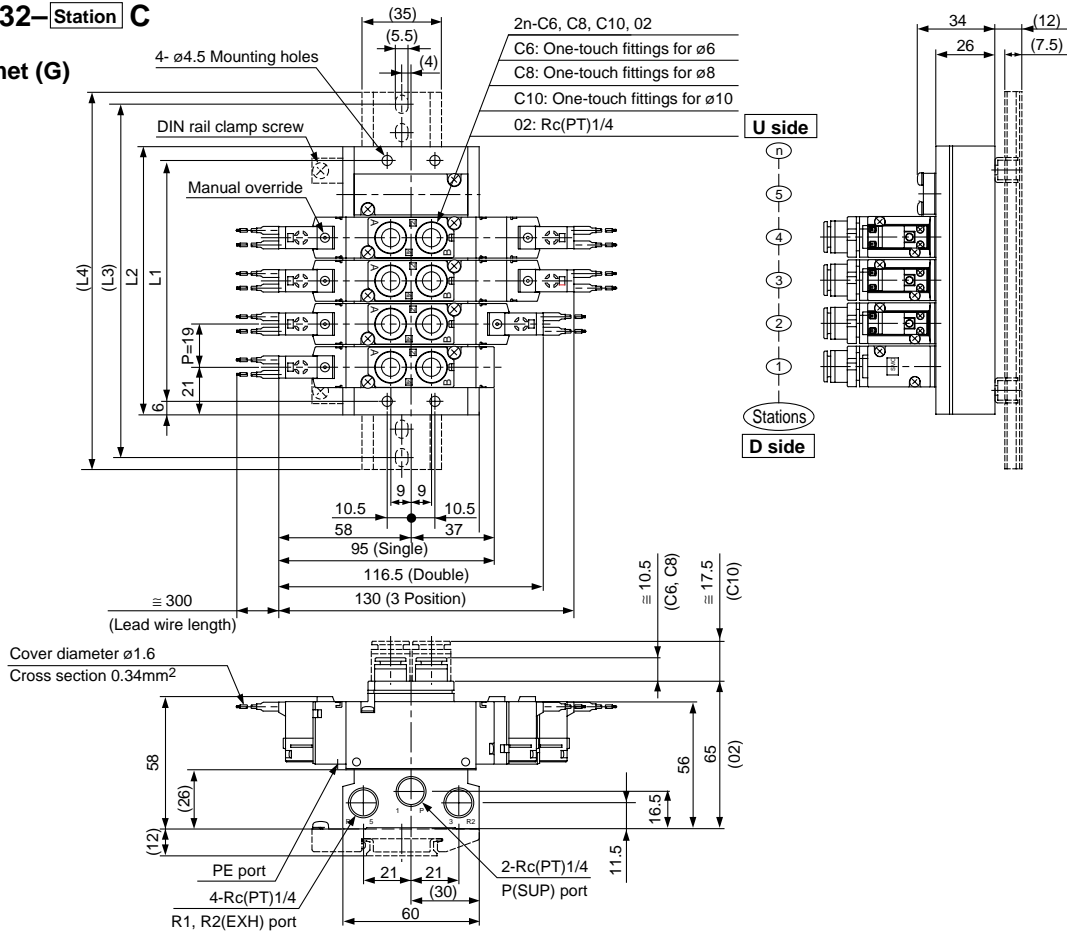 32–Station C
net (G)
(35)
(5.5)
(4)
4- ø4.5 Mounting holes
2n-C6, C8, C10, 02
C6: One-touch fittings for ø6
C8: One-touch fittings for ø8
C10: One-touch fittings for ø10
02: Rc(PT)1/4
34
(12)
26
(7.5)
DIN rail clamp screw
Manual override
U side
n
5
4
3
2
1
Stations
D side
(L4)
(L3)
L2
L1
P=19
21
6
A
B
A
B
A
B
A
B
SMC
9
9
10.5
10.5
58
37
95 (Single)
116.5 (Double)
130 (3 Position)
≅ 300
(Lead wire length)
≅ 10.5
(C6, C8)
≅ 17.5
(C10)
Cover diameter ø1.6
Cross section 0.34mm2
58
(26)
(12)
56
65
(02)
16.5
11.5
5
1
P
3
R2
PE port
4-Rc(PT)1/4
R1, R2(EXH) port
21
21
(30)
60
2-Rc(PT)1/4
P(SUP) port